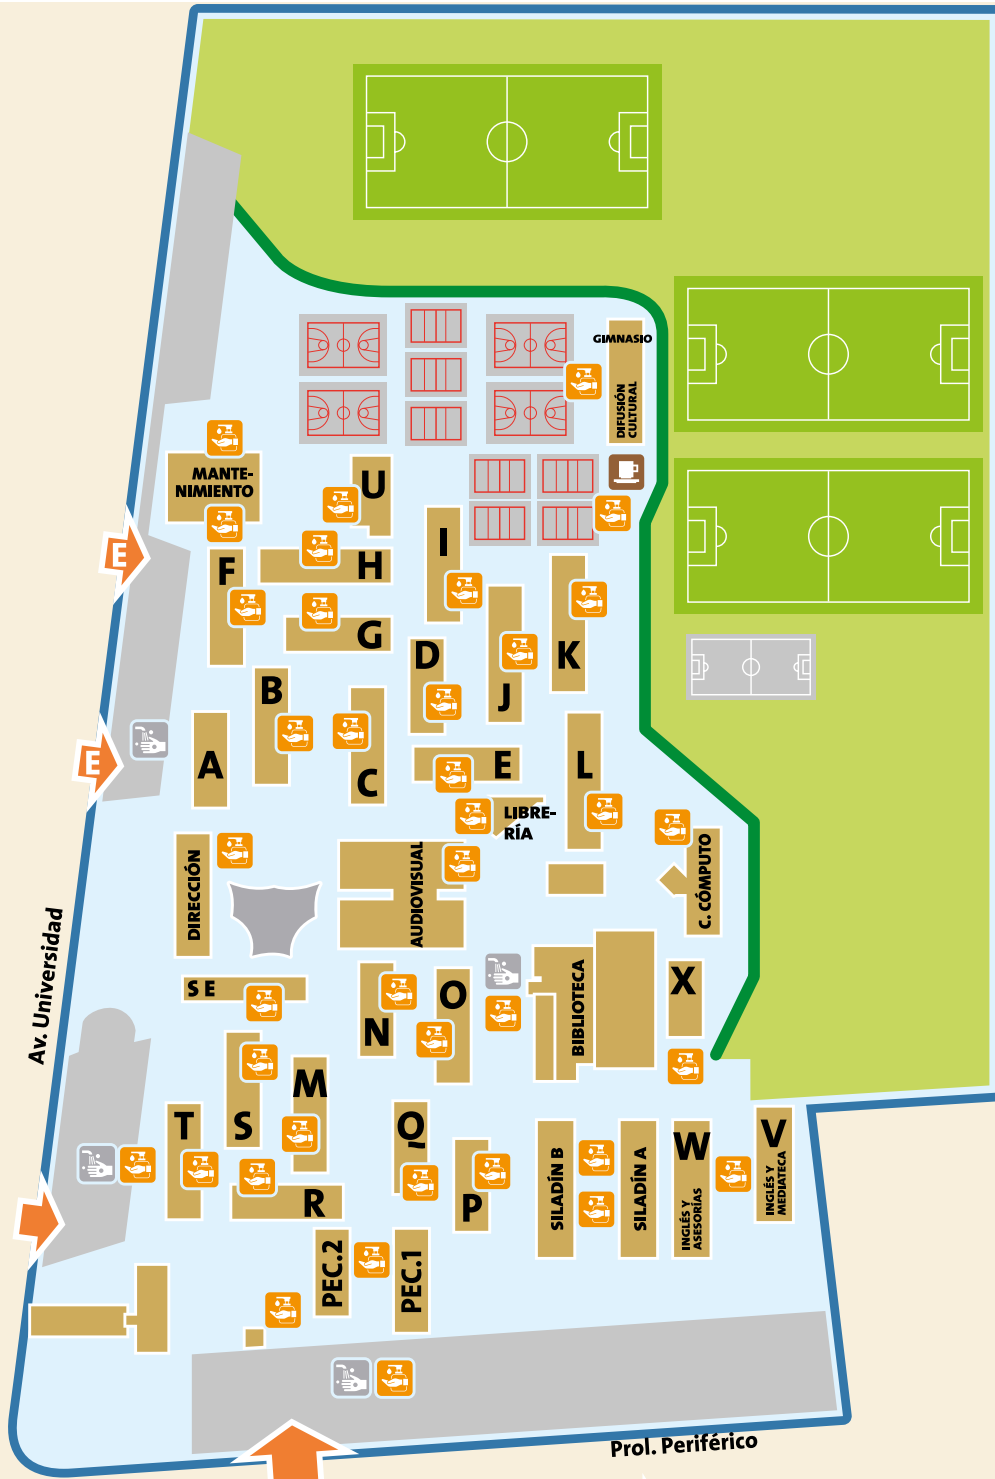 GIMNASIO
DIFUSIÓN
CULTURAL
MANTE-
NIMIENTO
U
I
E
F
H
G
D
K
B
J
A
C
E
L
E
LIBRE-
RÍA
DIRECCIÓN
AUDIOVISUAL
C. CÓMPUTO
Av. Universidad
SE
N
O
BIBLIOTECA
X
M
T
S
Q
W
V
SILADÍN B
SILADÍN A
INGLÉS Y
ASESORÍAS
INGLÉS Y
MEDIATECA
R
P
PEC.2
PEC.1
Prol. Periférico